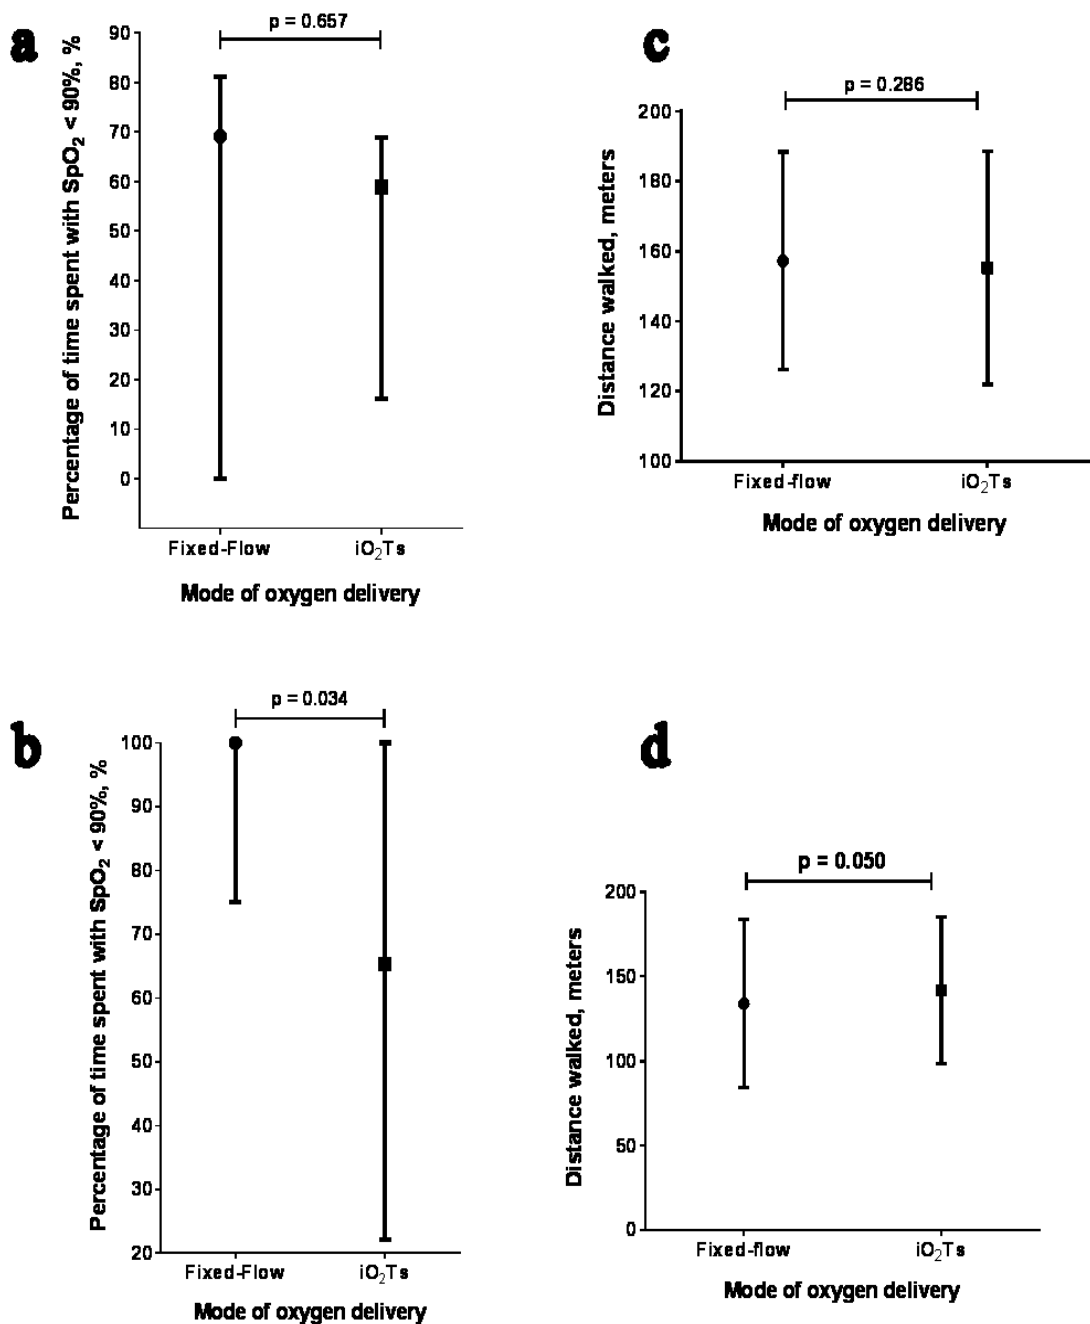 a
p = 0.657
Percentage of time spent with SpO₂ < 90%, %
90
80
70
60
50
40
30
20
10
0
Fixed-Flow
iO₂Ts
Mode of oxygen delivery
c
p = 0.286
Distance walked, meters
200
180
160
140
120
100
Fixed-flow
iO₂Ts
Mode of oxygen delivery
b
p = 0.034
Percentage of time spent with SpO₂ < 90%, %
100
90
80
70
60
50
40
30
20
Fixed-Flow
iO₂Ts
Mode of oxygen delivery
d
p = 0.050
Distance walked, meters
200
150
100
50
0
Fixed-flow
iO₂Ts
Mode of oxygen delivery